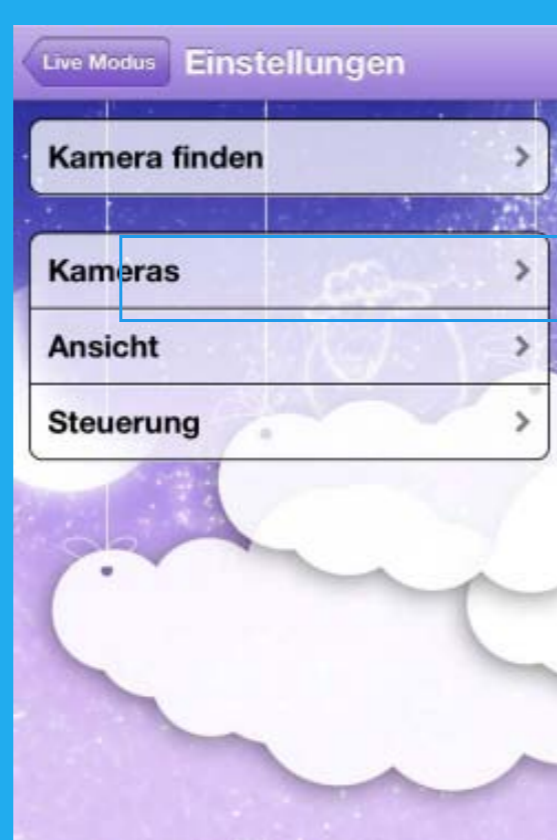 Live Modus Einstellungen
Kamera finden
Kameras
Ansicht
Steuerung